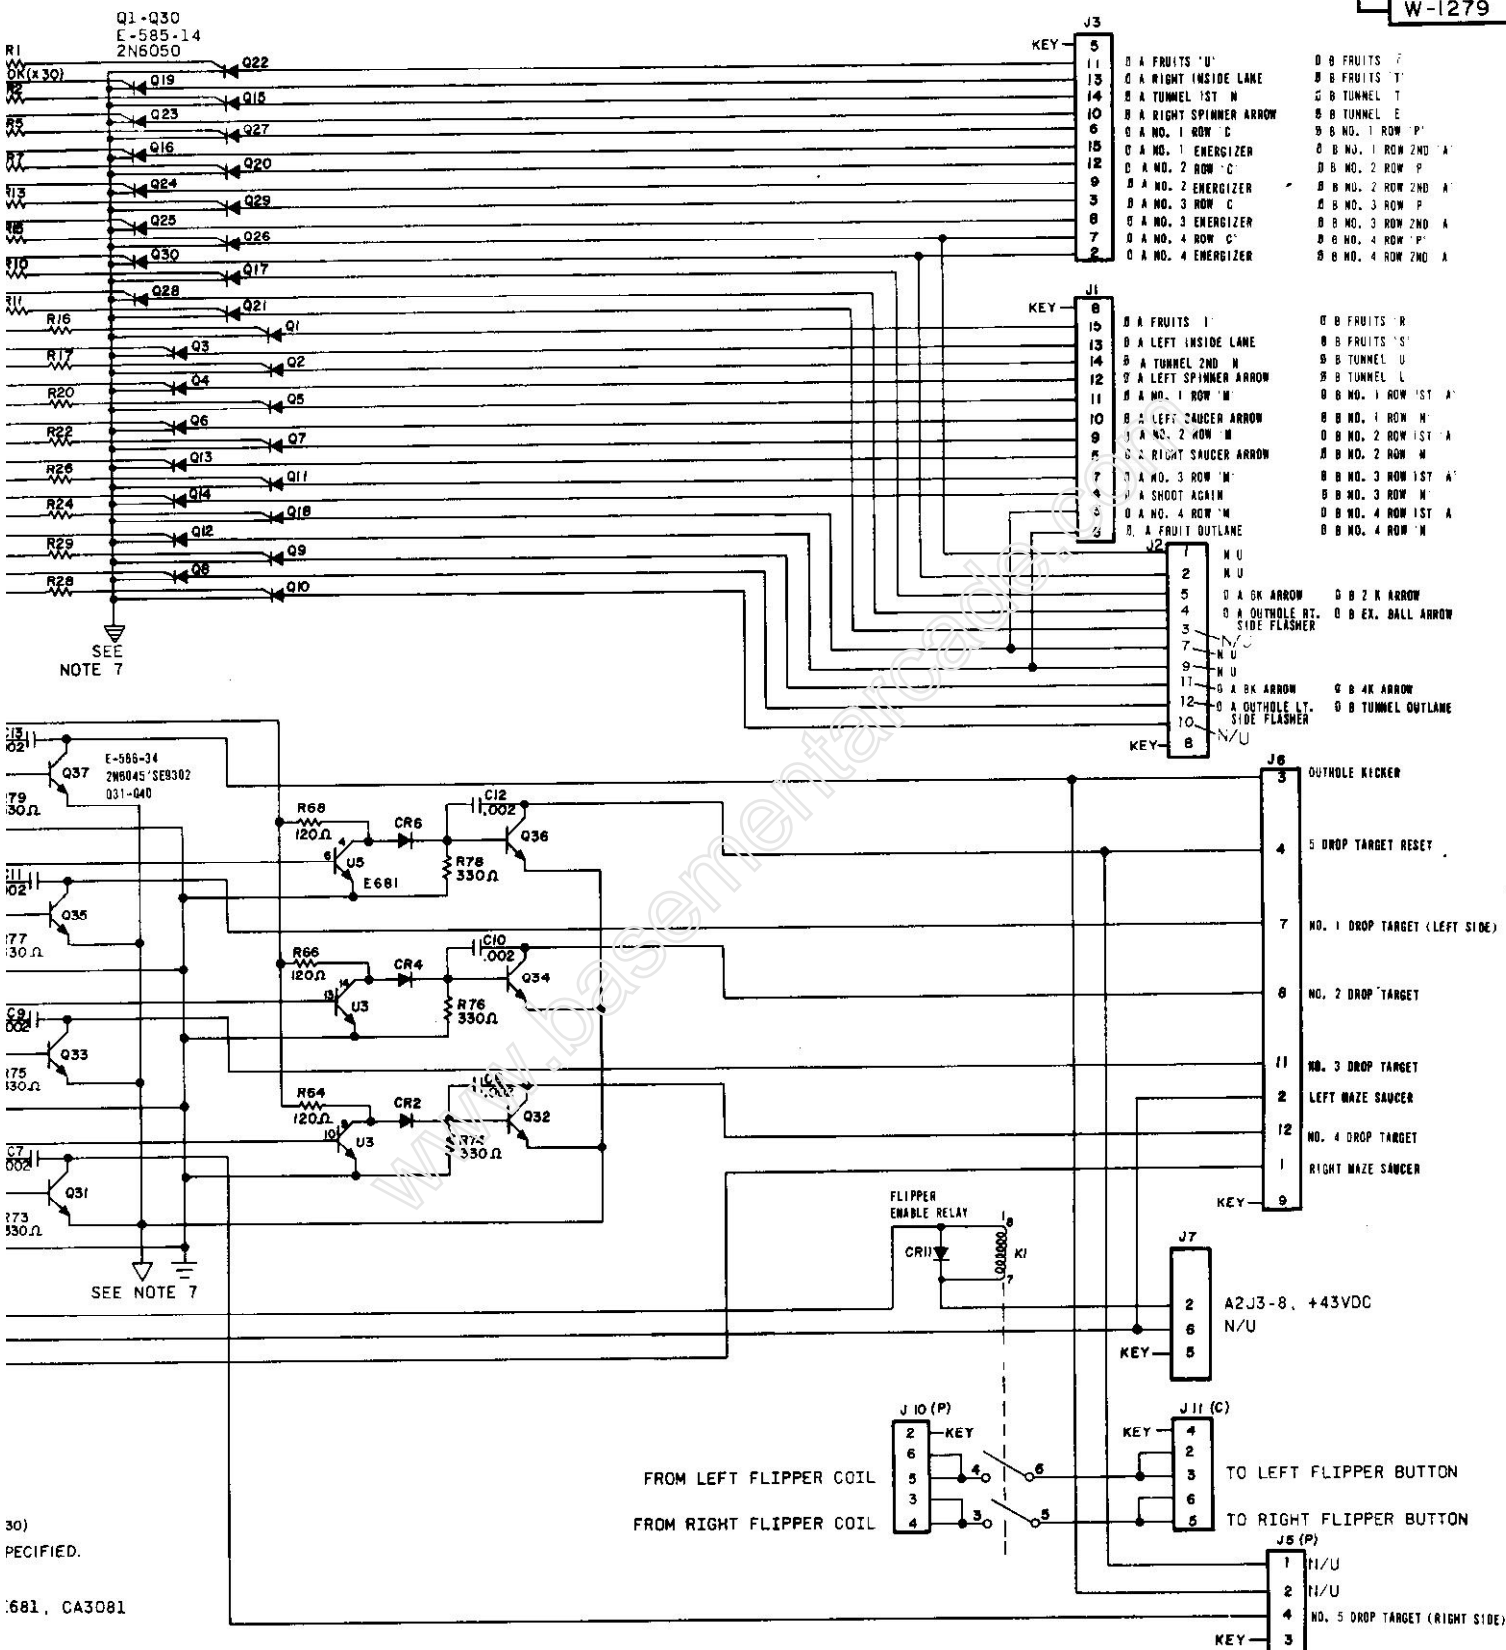 W-1279
Q1-Q30
E-585-14
2N6050
R1
Q22
Q19
Q15
Q23
R5
Q27
Q16
R7
Q20
Q24
Q29
Q25
Q26
Q30
Q17
Q28
Q21
R16
Q1
Q3
R17
Q2
Q4
R20
Q5
Q6
R22
Q7
Q13
R26
Q11
Q14
R24
Q18
Q12
R29
Q9
Q8
R28
Q10
SEE
NOTE 7
J3
KEY 5
11 A FRUITS 'U' B FRUITS
13 A RIGHT INSIDE LANE B FRUITS 'T'
14 A TUNNEL 1ST N B TUNNEL T
10 A RIGHT SPINNER ARROW B TUNNEL E
6 A NO. 1 ROW C B NO. 1 ROW 'P'
15 A NO. 1 ENERGIZER B NO. 1 ROW 2ND 'A'
12 A NO. 2 ROW 'C' B NO. 2 ROW P
9 A NO. 2 ENERGIZER B NO. 2 ROW 2ND A
3 A NO. 3 ROW C B NO. 3 ROW P
8 A NO. 3 ENERGIZER B NO. 3 ROW 2ND A
7 A NO. 4 ROW C' B NO. 4 ROW 'P'
2 A NO. 4 ENERGIZER B NO. 4 ROW 2ND A
J1
KEY 8
15 A FRUITS I B FRUITS R
13 A LEFT INSIDE LANE B FRUITS 'S'
14 A TUNNEL 2ND N B TUNNEL U
12 A LEFT SPINNER ARROW B TUNNEL L
11 A NO. 1 ROW 'M' B NO. 1 ROW 1ST A'
10 A LEFT SAUCER ARROW B NO. 1 ROW M
9 A NO. 2 ROW 'M B NO. 2 ROW 1ST A
A RIGHT SAUCER ARROW B NO. 2 ROW M
7 A NO. 3 ROW 'M' B NO. 3 ROW 1ST A'
A SHOOT AGAIN B NO. 3 ROW M
A NO. 4 ROW 'M B NO. 4 ROW 1ST A
A FRUIT OUTLANE B NO. 4 ROW 'M
J2
1 N U
2 N U
5 A 6K ARROW B 2 K ARROW
4 A OUTHOLE RT. B EX. BALL ARROW
SIDE FLASHER
3 N/U
7 N U
9 N U
11 A 8K ARROW B 4K ARROW
12 A OUTHOLE LT. B TUNNEL OUTLANE
SIDE FLASHER
10 N/U
KEY 8
Q37
E-586-34
2N6045 SE9302
Q31-Q40
R68
120Ω
4
6
U5
E681
CR6
C12
.002
Q36
R78
330Ω
Q35
R66
120Ω
14
13
U3
CR4
C10
.002
Q34
R76
330Ω
C9
Q33
R64
120Ω
9
10
U3
CR2
Q32
330Ω
C7
Q31
SEE NOTE 7
J6
3 OUTHOLE KICKER
4 5 DROP TARGET RESET
7 NO. 1 DROP TARGET (LEFT SIDE)
8 NO. 2 DROP TARGET
11 NO. 3 DROP TARGET
2 LEFT MAZE SAUCER
12 NO. 4 DROP TARGET
1 RIGHT MAZE SAUCER
KEY 9
FLIPPER
ENABLE RELAY
CR11
8
K1
7
J7
2 A2J3-8, +43VDC
6 N/U
KEY 5
J10 (P)
2 KEY
6
5
3
4
FROM LEFT FLIPPER COIL
FROM RIGHT FLIPPER COIL
4 6
3 5
J11 (C)
KEY 4
2
3 TO LEFT FLIPPER BUTTON
6
5 TO RIGHT FLIPPER BUTTON
J5 (P)
1 N/U
2 N/U
4 NO. 5 DROP TARGET (RIGHT SIDE)
KEY 3
30)
PECIFIED.
681, CA3081
www.basementarcade.com